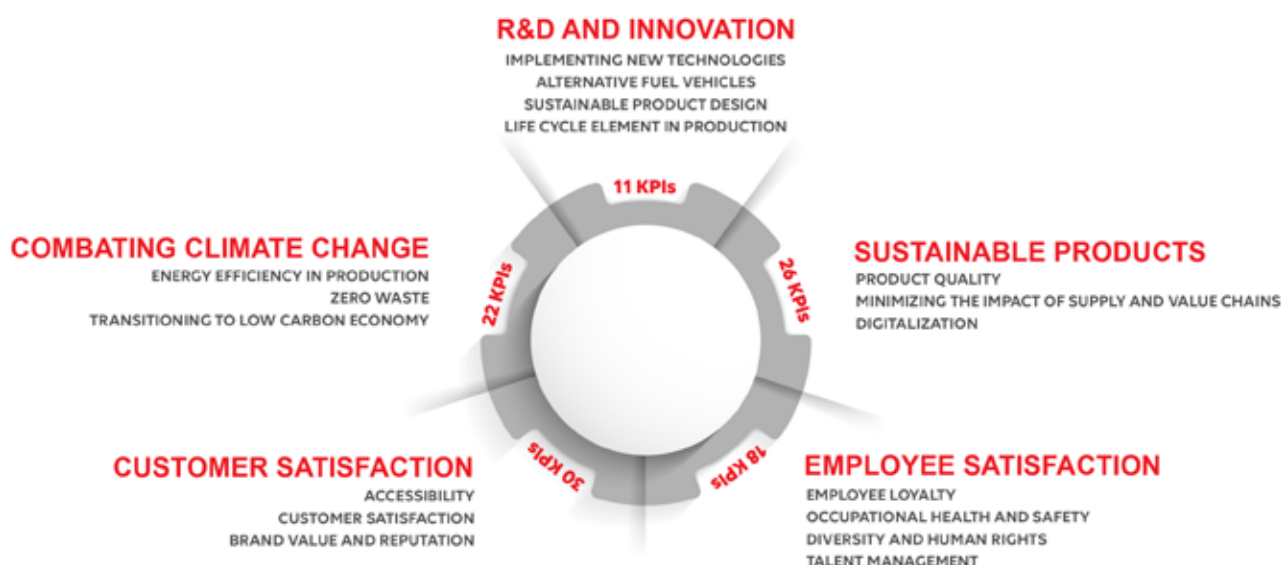 R&D AND INNOVATION
IMPLEMENTING NEW TECHNOLOGIES
ALTERNATIVE FUEL VEHICLES
SUSTAINABLE PRODUCT DESIGN
LIFE CYCLE ELEMENT IN PRODUCTION
11 KPIs
COMBATING CLIMATE CHANGE
ENERGY EFFICIENCY IN PRODUCTION
ZERO WASTE
TRANSITIONING TO LOW CARBON ECONOMY
22 KPIs
26 KPIs
SUSTAINABLE PRODUCTS
PRODUCT QUALITY
MINIMIZING THE IMPACT OF SUPPLY AND VALUE CHAINS
DIGITALIZATION
CUSTOMER SATISFACTION
ACCESSIBILITY
CUSTOMER SATISFACTION
BRAND VALUE AND REPUTATION
30 KPIs
18 KPIs
EMPLOYEE SATISFACTION
EMPLOYEE LOYALTY
OCCUPATIONAL HEALTH AND SAFETY
DIVERSITY AND HUMAN RIGHTS
TALENT MANAGEMENT